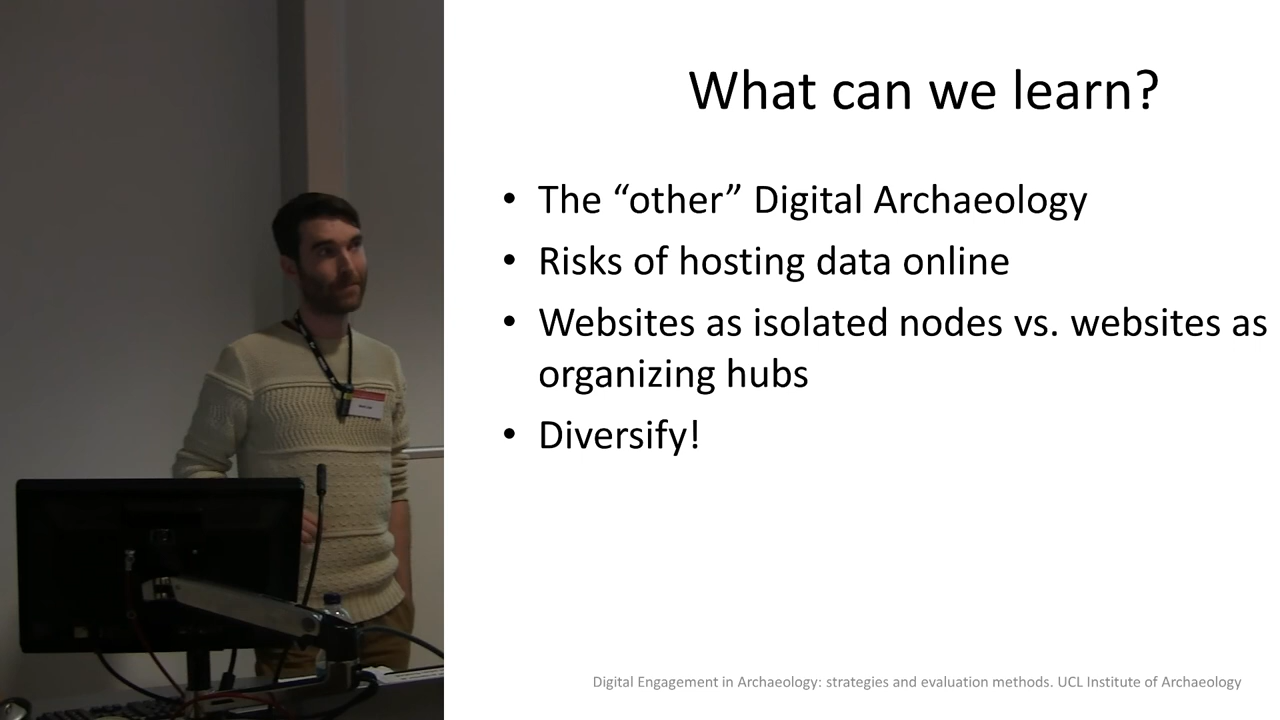 What can we learn?
• The “other” Digital Archaeology
• Risks of hosting data online
• Websites as isolated nodes vs. websites as
organizing hubs
• Diversify!
Digital Engagement in Archaeology: strategies and evaluation methods. UCL Institute of Archaeology